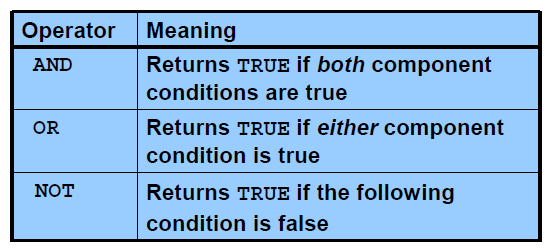 Operator Meaning
AND Returns TRUE if both component
conditions are true
OR Returns TRUE if either component
condition is true
NOT Returns TRUE if the following
condition is false